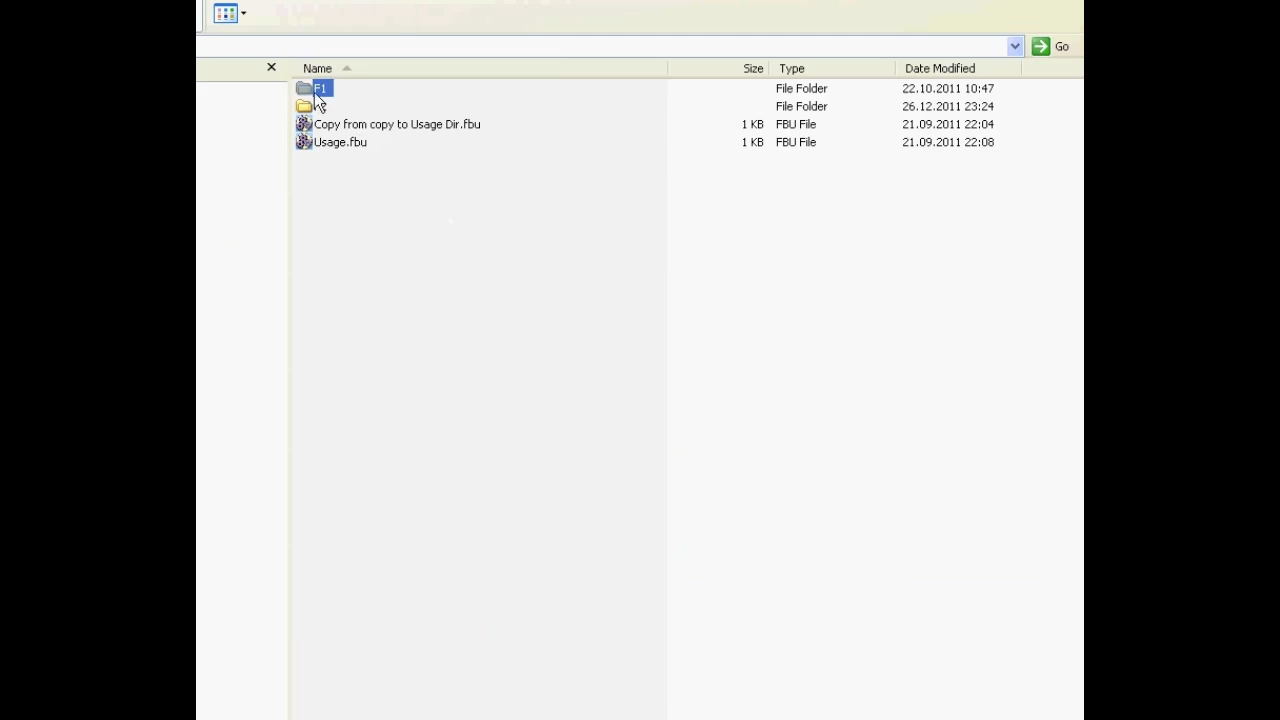 Go
Name Size Type Date Modified
F1 File Folder 22.10.2011 10:47
File Folder 26.12.2011 23:24
Copy from copy to Usage Dir.fbu 1 KB FBU File 21.09.2011 22:04
Usage.fbu 1 KB FBU File 21.09.2011 22:08